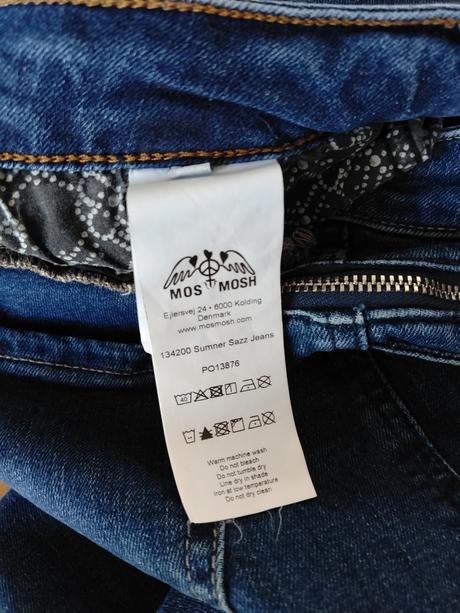 MOS MOSH
Ejlersvej 24 • 6000 Kolding
Denmark
www.mosmosh.com
134200 Sumner Sazz Jeans
PO13876
40
Warm machine wash
Do not bleach
Do not tumble dry
Line dry in shade
Iron at low temperature
Do not dry clean